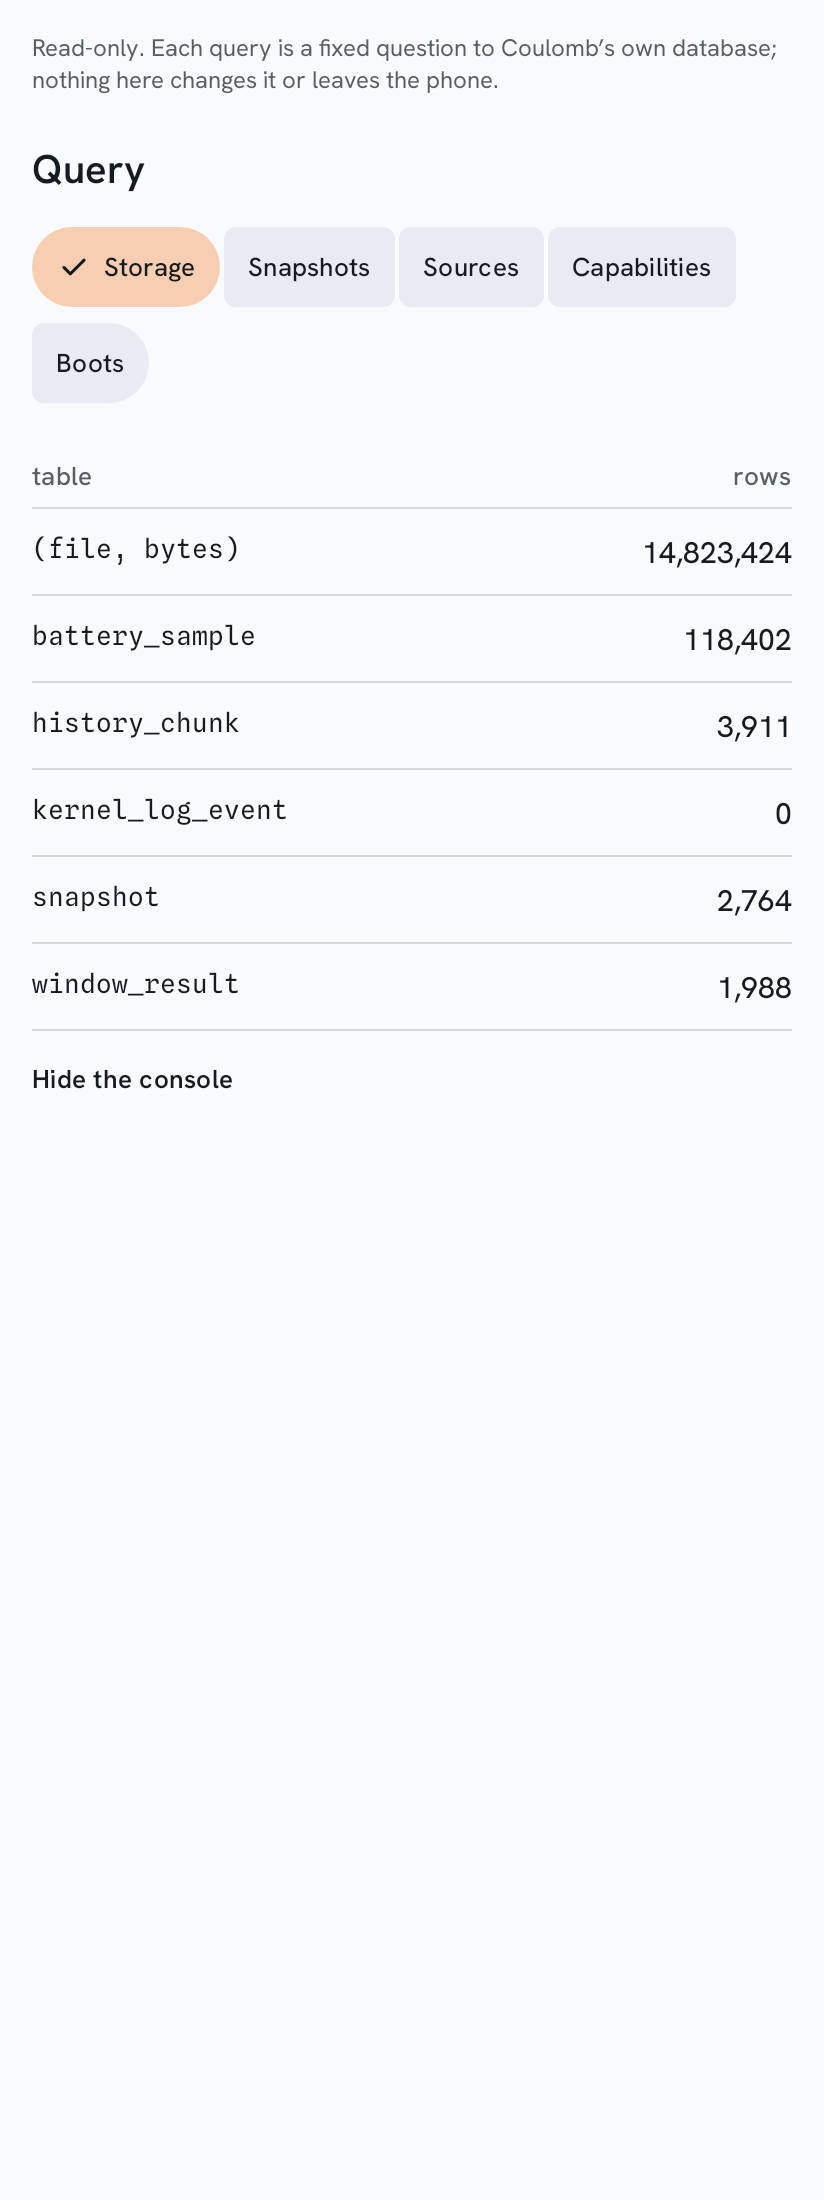 Read-only. Each query is a fixed question to Coulomb’s own database;
nothing here changes it or leaves the phone.
Query
Storage Snapshots Sources Capabilities
Boots
table rows
(file, bytes) 14,823,424
battery_sample 118,402
history_chunk 3,911
kernel_log_event 0
snapshot 2,764
window_result 1,988
Hide the console